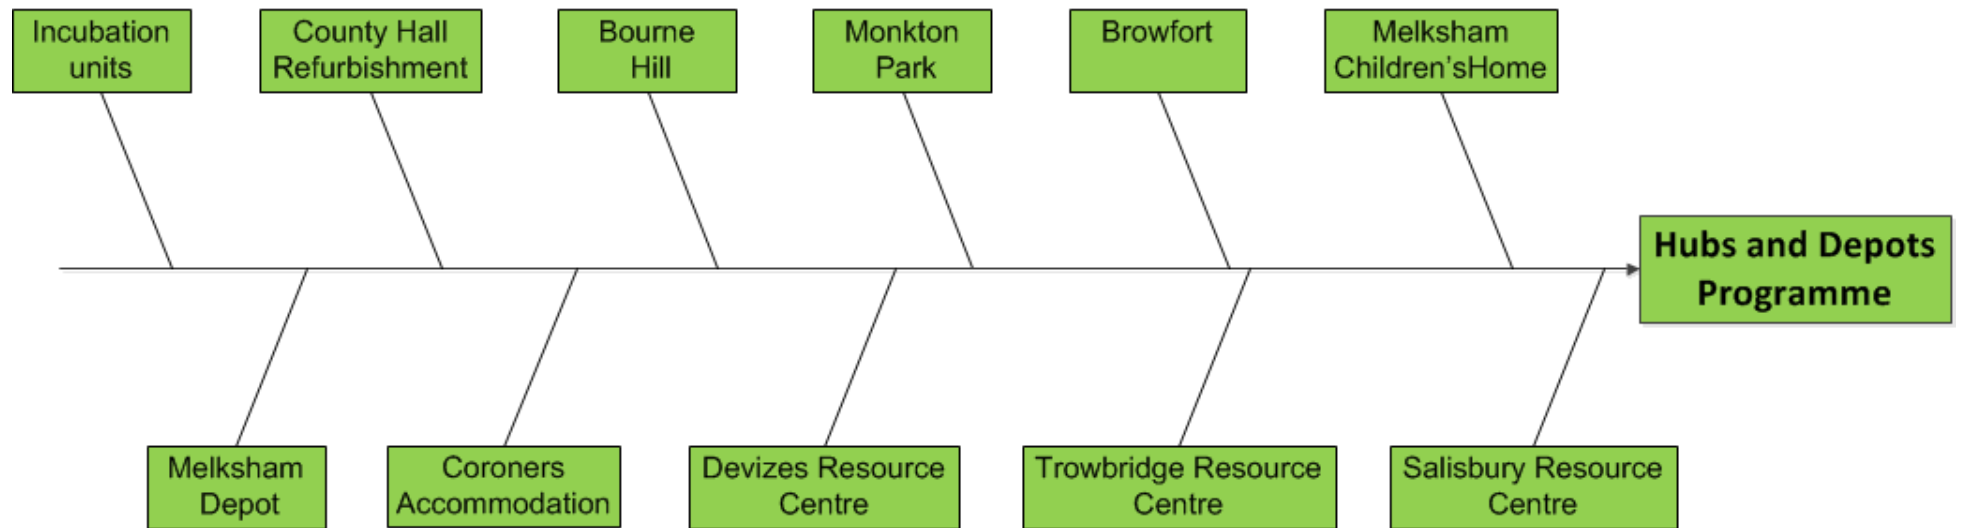 Incubation
units
County Hall
Refurbishment
Bourne
Hill
Monkton
Park
Browfort
Melksham
Children'sHome
Hubs and Depots
Programme
Melksham
Depot
Coroners
Accommodation
Devizes Resource
Centre
Trowbridge Resource
Centre
Salisbury Resource
Centre